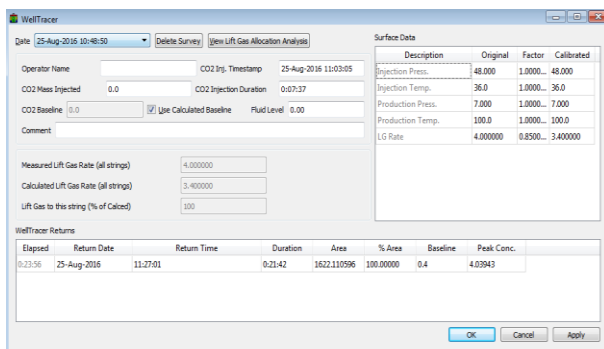 WellTracer
Date 25-Aug-2016 10:48:50 Delete Survey View Lift Gas Allocation Analysis
Surface Data
Description Original Factor Calibrated
Injection Press. 48.000 1.0000... 48.000
Injection Temp. 36.0 1.0000... 36.0
Production Press. 7.000 1.0000... 7.000
Production Temp. 100.0 1.0000... 100.0
LG Rate 4.000000 0.8500... 3.400000
Operator Name CO2 Inj. Timestamp 25-Aug-2016 11:03:05
CO2 Mass Injected 0.0 CO2 Injection Duration 0:07:37
CO2 Baseline 0.0 Use Calculated Baseline Fluid Level 0.00
Comment
Measured Lift Gas Rate (all strings) 4.000000
Calculated Lift Gas Rate (all strings) 3.400000
Lift Gas to this string (% of Calced) 100
WellTracer Returns
Elapsed Return Date Return Time Duration Area % Area Baseline Peak Conc.
0:23:56 25-Aug-2016 11:27:01 0:21:42 1622.110596 100.00000 0.4 4.03943
OK Cancel Apply